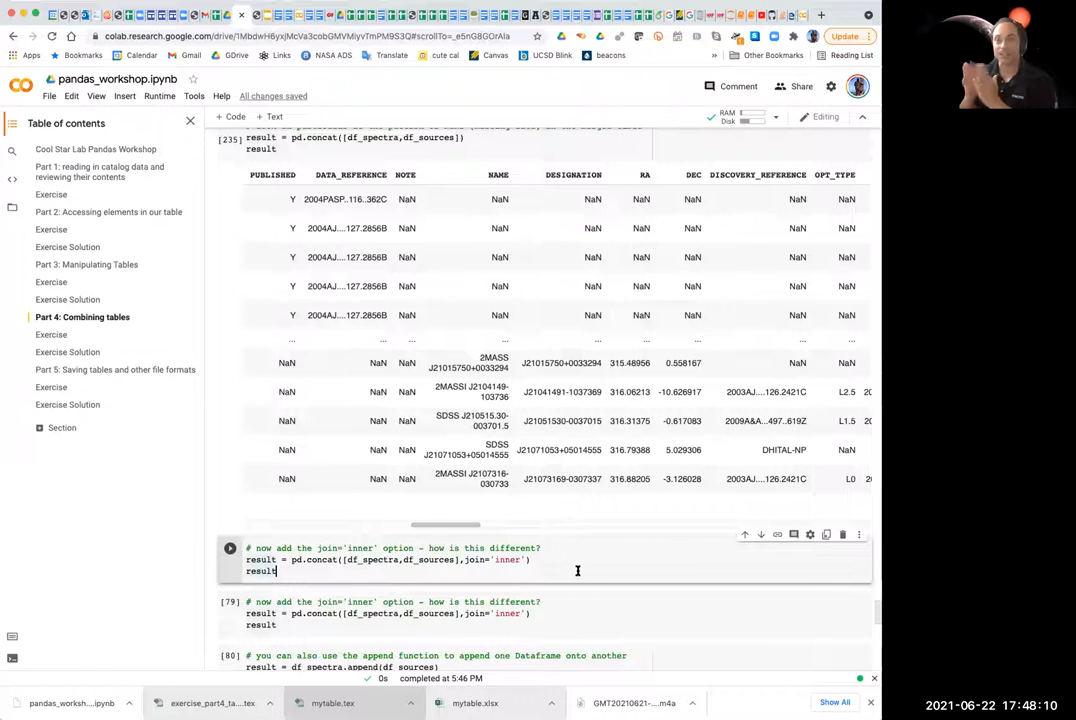 colab.research.google.com/drive/1MbdwH6yxjMcVa3cobGMVMiyvTmPM9S3Q#scrollTo=_e5nG8GOrAIa
Update
Apps Bookmarks Calendar Gmail GDrive Links NASA ADS Translate cute cal Canvas UCSD Blink beacons » Other Bookmarks Reading List
pandas_workshop.ipynb
Comment Share
File Edit View Insert Runtime Tools Help All changes saved
+ Code + Text RAM Disk Editing
Table of contents
Cool Star Lab Pandas Workshop
Part 1: reading in catalog data and
reviewing their contents
Exercise
Part 2: Accessing elements in our table
Exercise
Exercise Solution
Part 3: Manipulating Tables
Exercise
Exercise Solution
Part 4: Combining tables
Exercise
Exercise Solution
Part 5: Saving tables and other file formats
Exercise
Exercise Solution
Section
[235] result = pd.concat([df_spectra,df_sources])
result
PUBLISHED DATA_REFERENCE NOTE NAME DESIGNATION RA DEC DISCOVERY_REFERENCE OPT_TYPE
Y 2004PASP..116..362C NaN NaN NaN NaN NaN NaN NaN
Y 2004AJ....127.2856B NaN NaN NaN NaN NaN NaN NaN
Y 2004AJ....127.2856B NaN NaN NaN NaN NaN NaN NaN
Y 2004AJ....127.2856B NaN NaN NaN NaN NaN NaN NaN
Y 2004AJ....127.2856B NaN NaN NaN NaN NaN NaN NaN
... ... ... ... ... ... ... ... ...
NaN NaN NaN 2MASS J21015750+0033294 J21015750+0033294 315.48956 0.558167 NaN NaN
NaN NaN NaN 2MASSI J2104149-103736 J21041491-1037369 316.06213 -10.626917 2003AJ....126.2421C L2.5 20
NaN NaN NaN SDSS J210515.30-003701.5 J21051530-0037015 316.31375 -0.617083 2009A&A...497..619Z L1.5 20
NaN NaN NaN SDSS J21071053+05014555 J21071053+05014555 316.79388 5.029306 DHITAL-NP NaN
NaN NaN NaN 2MASSI J2107316-030733 J21073169-0307337 316.88205 -3.126028 2003AJ....126.2421C L0 20
# now add the join='inner' option - how is this different?
result = pd.concat([df_spectra,df_sources],join='inner')
result
[79] # now add the join='inner' option - how is this different?
result = pd.concat([df_spectra,df_sources],join='inner')
result
[80] # you can also use the append function to append one Dataframe onto another
result = df_spectra.append(df_sources)
0s completed at 5:46 PM
pandas_worksh....ipynb exercise_part4_ta....tex mytable.tex mytable.xlsx GMT20210621-....m4a Show All
2021-06-22 17:48:10